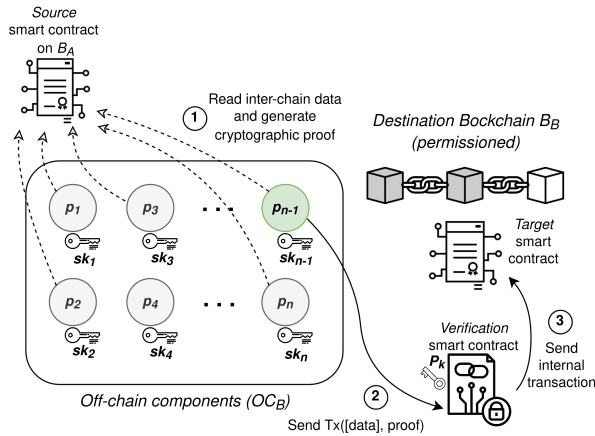 Source
smart contract
on B_A
1
Read inter-chain data
and generate
cryptographic proof
Destination Bockchain B_B
(permissioned)
p_1
p_3
...
p_n-1
sk_1
sk_3
sk_n-1
Target
smart
contract
p_2
p_4
...
p_n
sk_2
sk_4
sk_n
Off-chain components (OC_B)
Verification
smart contract
P_k
3
Send
internal
transaction
2
Send Tx([data], proof)